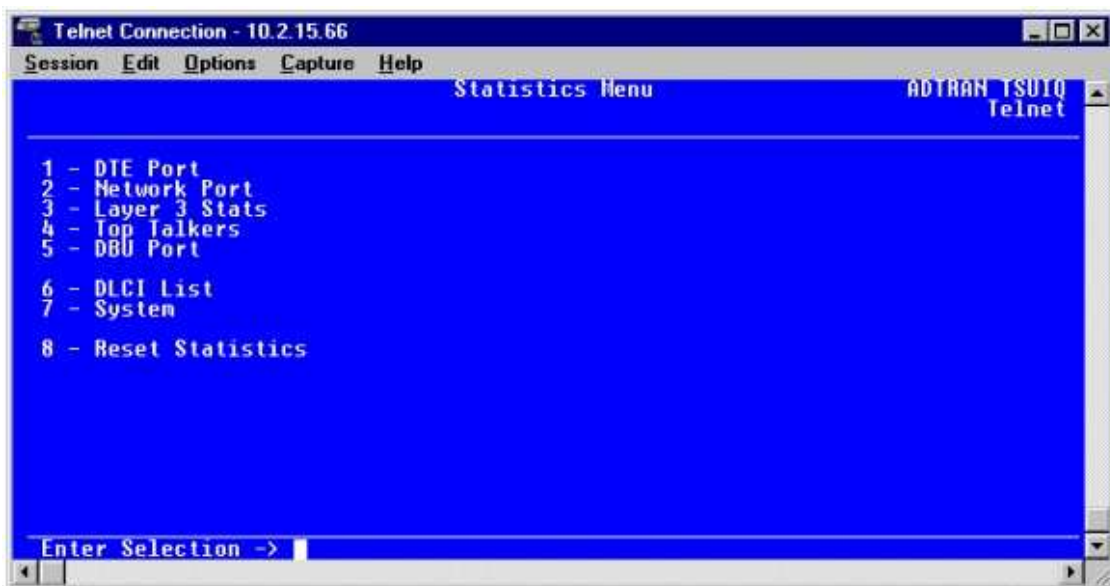 Telnet Connection - 10.2.15.66
Session Edit Options Capture Help
Statistics Menu ADTRAN TSUIQ
Telnet
1 - DTE Port
2 - Network Port
3 - Layer 3 Stats
4 - Top Talkers
5 - DBU Port
6 - DLCI List
7 - System
8 - Reset Statistics
Enter Selection ->